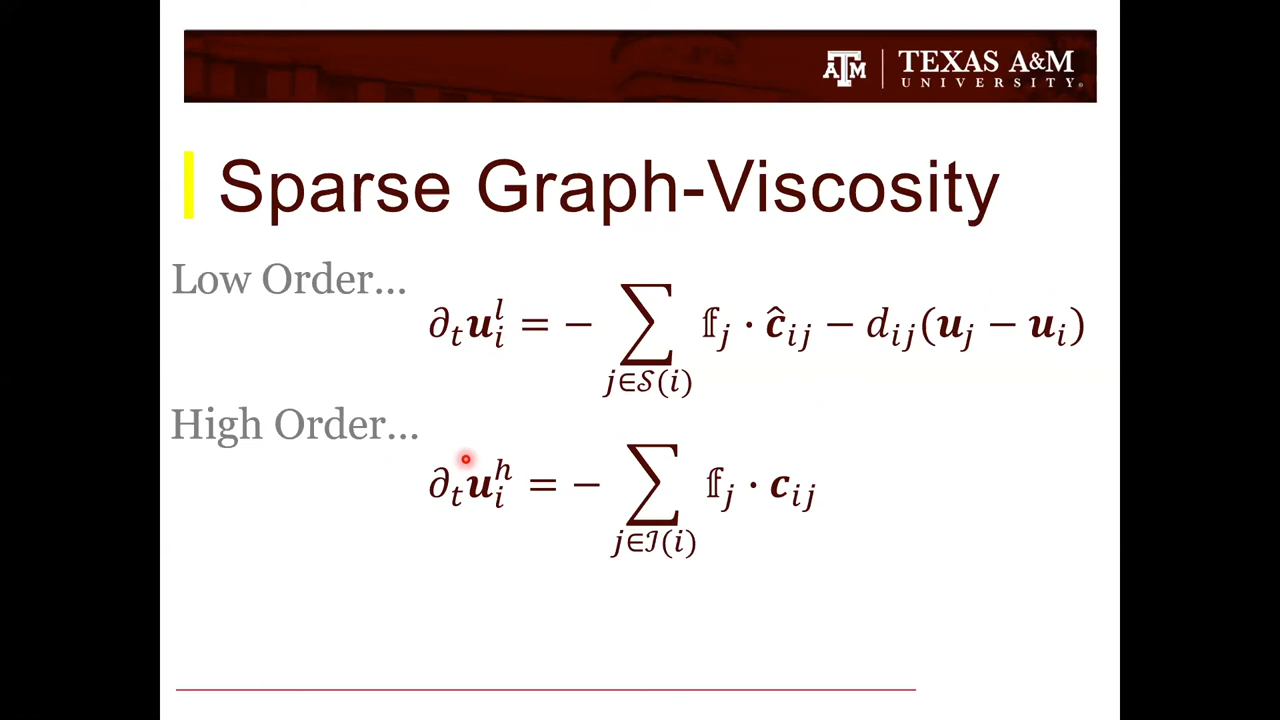 TEXAS A&M
UNIVERSITY®
Sparse Graph-Viscosity
Low Order…
∂ₜ𝒖ᵢˡ = − ∑_{j∈𝒮(i)} 𝕗ⱼ · 𝒄̂ᵢⱼ − dᵢⱼ(𝒖ⱼ − 𝒖ᵢ)
High Order…
∂ₜ𝒖ᵢʰ = − ∑_{j∈ℐ(i)} 𝕗ⱼ · 𝒄ᵢⱼ